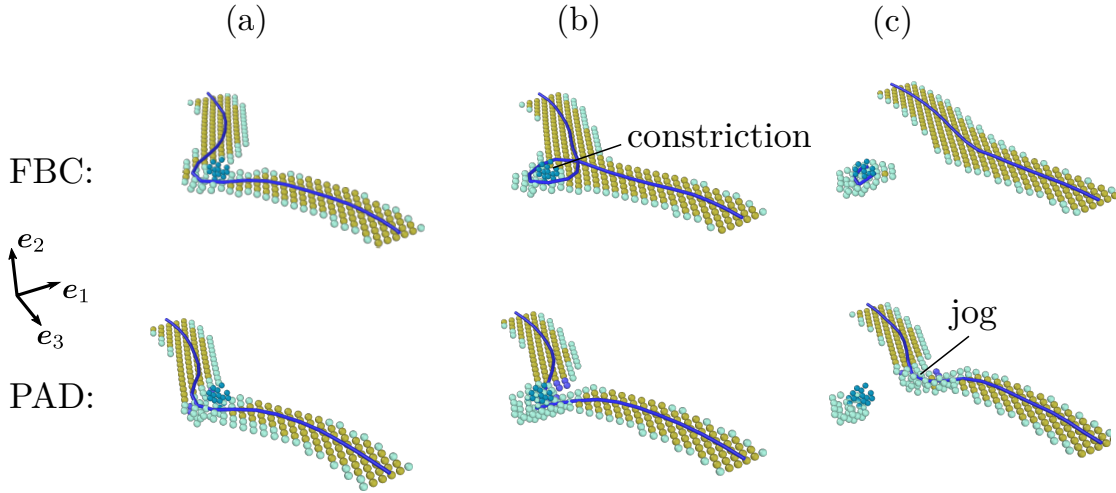 (a) (b) (c)
constriction
FBC:
e₂
e₁
e₃
jog
PAD: